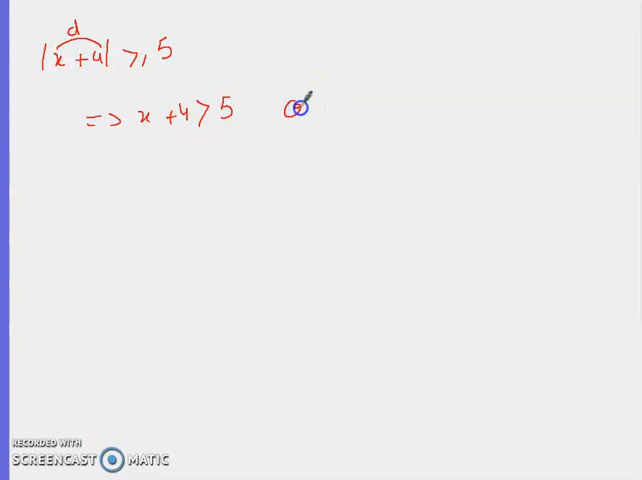 d
|x + 4| ≥ 5
=> x + 4 > 5
RECORDED WITH
SCREENCAST MATIC